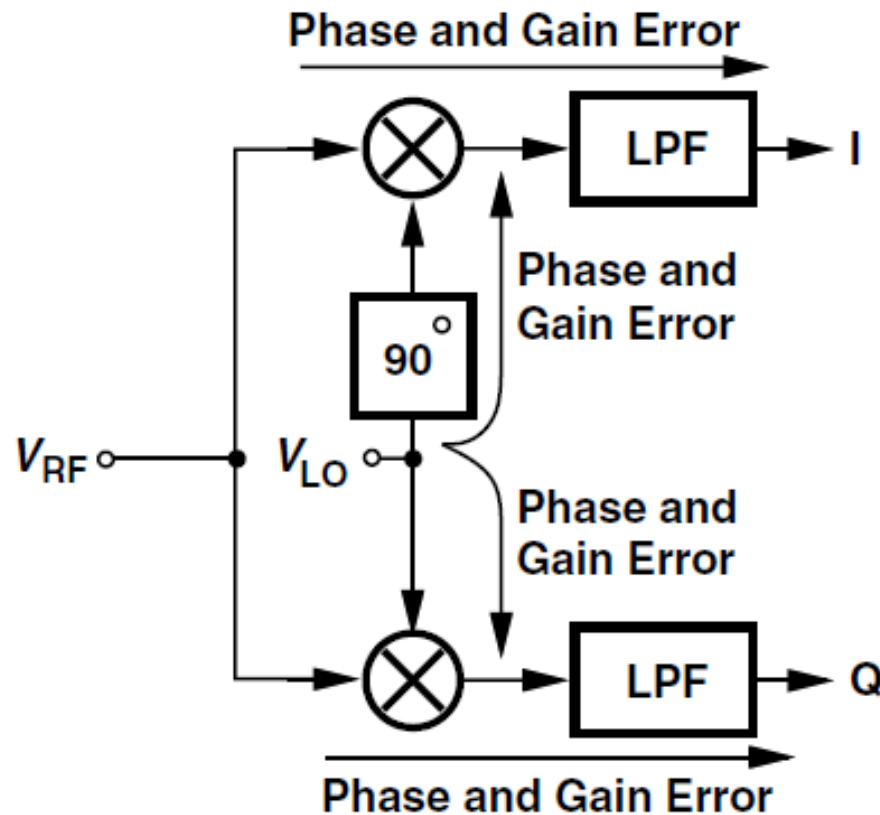 Phase and Gain Error
LPF
I
Phase and
Gain Error
90°
V_RF
V_LO
Phase and
Gain Error
LPF
Q
Phase and Gain Error